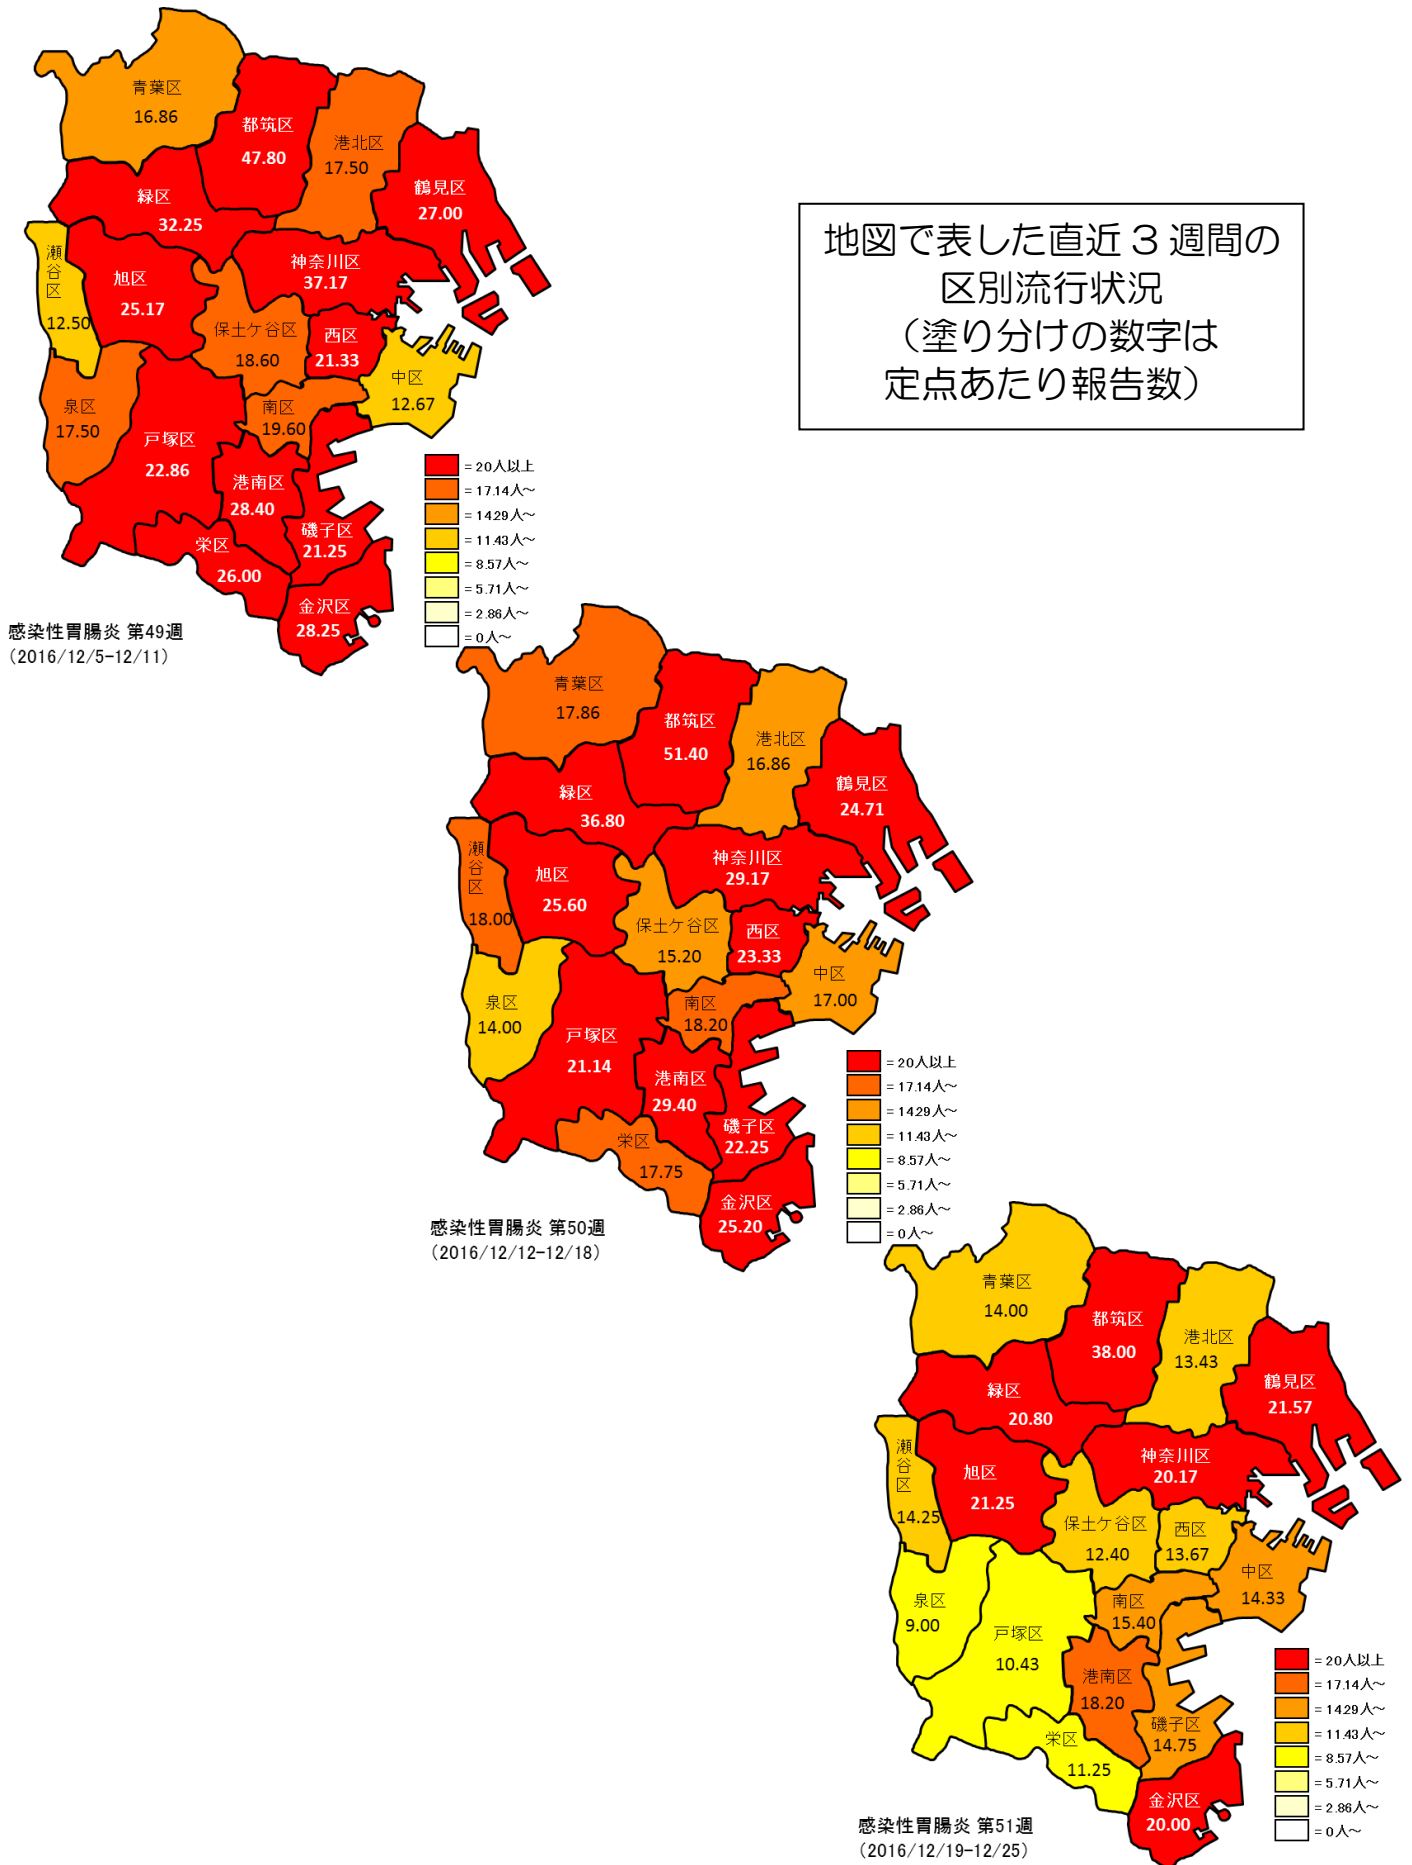 地図で表した直近３週間の
区別流行状況
（塗り分けの数字は
定点あたり報告数）
青葉区
16.86
都筑区
47.80
港北区
17.50
鶴見区
27.00
緑区
32.25
瀬谷区
12.50
旭区
25.17
神奈川区
37.17
保土ケ谷区
18.60
西区
21.33
中区
12.67
泉区
17.50
戸塚区
22.86
南区
19.60
港南区
28.40
磯子区
21.25
栄区
26.00
金沢区
28.25
=20人以上
=17.14人～
=14.29人～
=11.43人～
=8.57人～
=5.71人～
=2.86人～
=0人～
感染性胃腸炎 第49週
（2016/12/5-12/11）
青葉区
17.86
都筑区
51.40
港北区
16.86
鶴見区
24.71
緑区
36.80
瀬谷区
18.00
旭区
25.60
神奈川区
29.17
保土ケ谷区
15.20
西区
23.33
中区
17.00
泉区
14.00
戸塚区
21.14
南区
18.20
港南区
29.40
磯子区
22.25
栄区
17.75
金沢区
25.20
=20人以上
=17.14人～
=14.29人～
=11.43人～
=8.57人～
=5.71人～
=2.86人～
=0人～
感染性胃腸炎 第50週
（2016/12/12-12/18）
青葉区
14.00
都筑区
38.00
港北区
13.43
鶴見区
21.57
緑区
20.80
瀬谷区
14.25
旭区
21.25
神奈川区
20.17
保土ケ谷区
12.40
西区
13.67
中区
14.33
泉区
9.00
戸塚区
10.43
南区
15.40
港南区
18.20
磯子区
14.75
栄区
11.25
金沢区
20.00
=20人以上
=17.14人～
=14.29人～
=11.43人～
=8.57人～
=5.71人～
=2.86人～
=0人～
感染性胃腸炎 第51週
（2016/12/19-12/25）